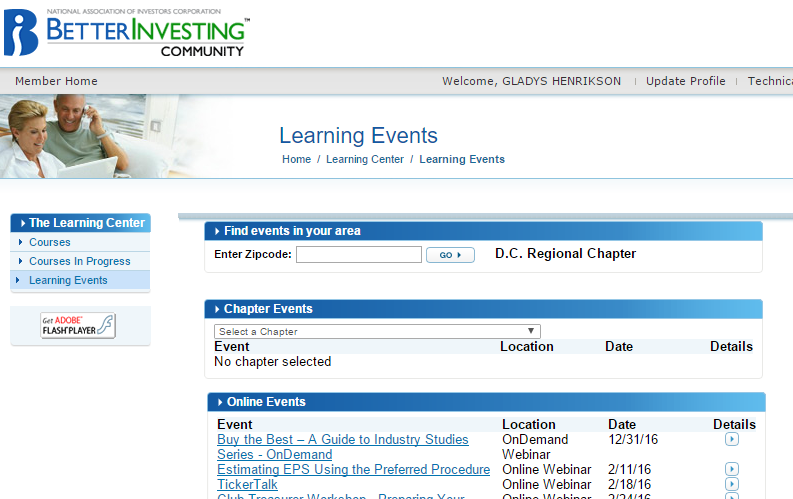 NATIONAL ASSOCIATION OF INVESTORS CORPORATION
BETTERINVESTING™
COMMUNITY
Member Home
Welcome, GLADYS HENRIKSON | Update Profile | Technica
Learning Events
Home / Learning Center / Learning Events
The Learning Center
Courses
Courses In Progress
Learning Events
Get ADOBE®
FLASH® PLAYER
Find events in your area
Enter Zipcode: GO D.C. Regional Chapter
Chapter Events
Select a Chapter
Event Location Date Details
No chapter selected
Online Events
Event Location Date Details
Buy the Best – A Guide to Industry Studies OnDemand 12/31/16
Series - OnDemand Webinar
Estimating EPS Using the Preferred Procedure Online Webinar 2/11/16
TickerTalk Online Webinar 2/18/16
Club Treasurer Workshop - Preparing Your Online Webinar 2/24/16